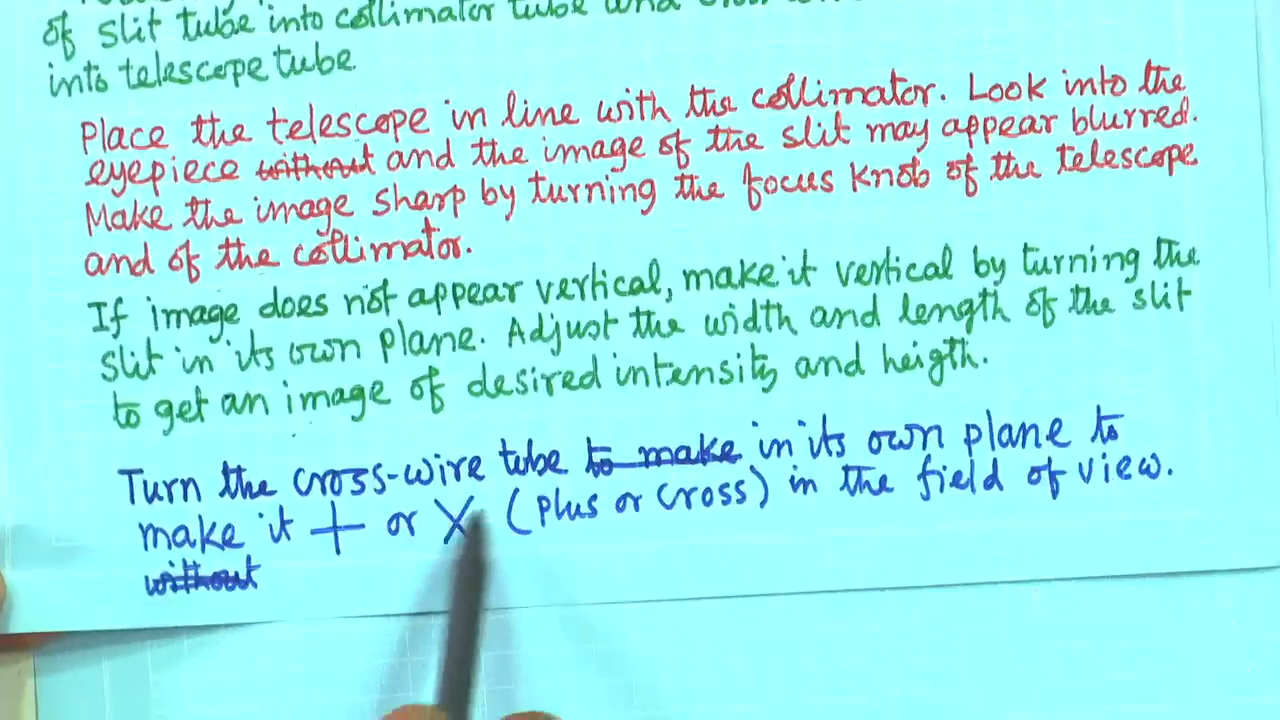 of slit tube into collimator tube and
into telescope tube
Place the telescope in line with the collimator. Look into the
eyepiece without and the image of the slit may appear blurred.
Make the image sharp by turning the focus knob of the telescope
and of the collimator.
If image does not appear vertical, make it vertical by turning the
slit in its own plane. Adjust the width and length of the slit
to get an image of desired intensity and heigth.
Turn the cross-wire tube to make in its own plane to
make it + or X (plus or cross) in the field of view.
without